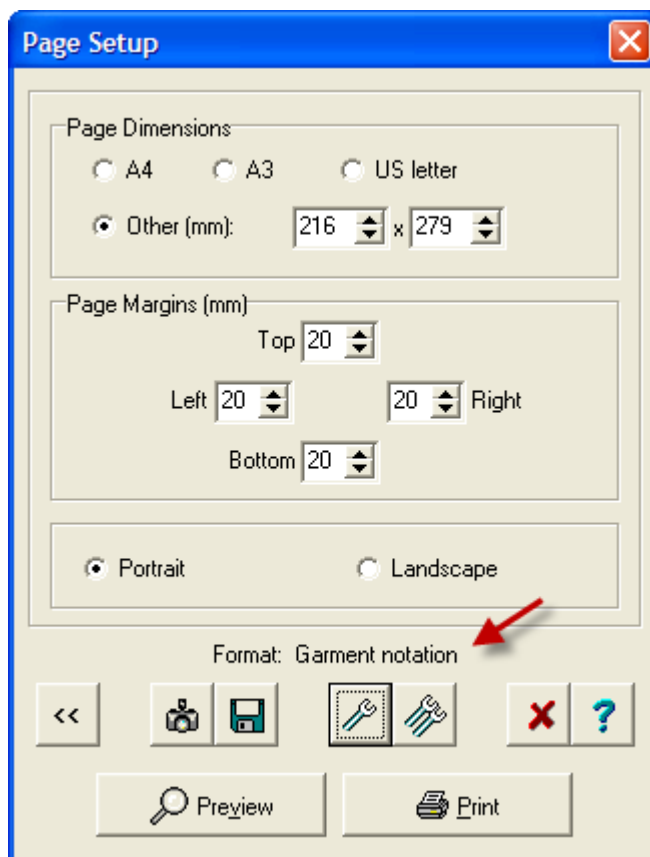 Page Setup
Page Dimensions
A4 A3 US letter
Other (mm): 216 x 279
Page Margins (mm)
Top 20
Left 20 20 Right
Bottom 20
Portrait Landscape
Format: Garment notation
<< ?
Preview Print